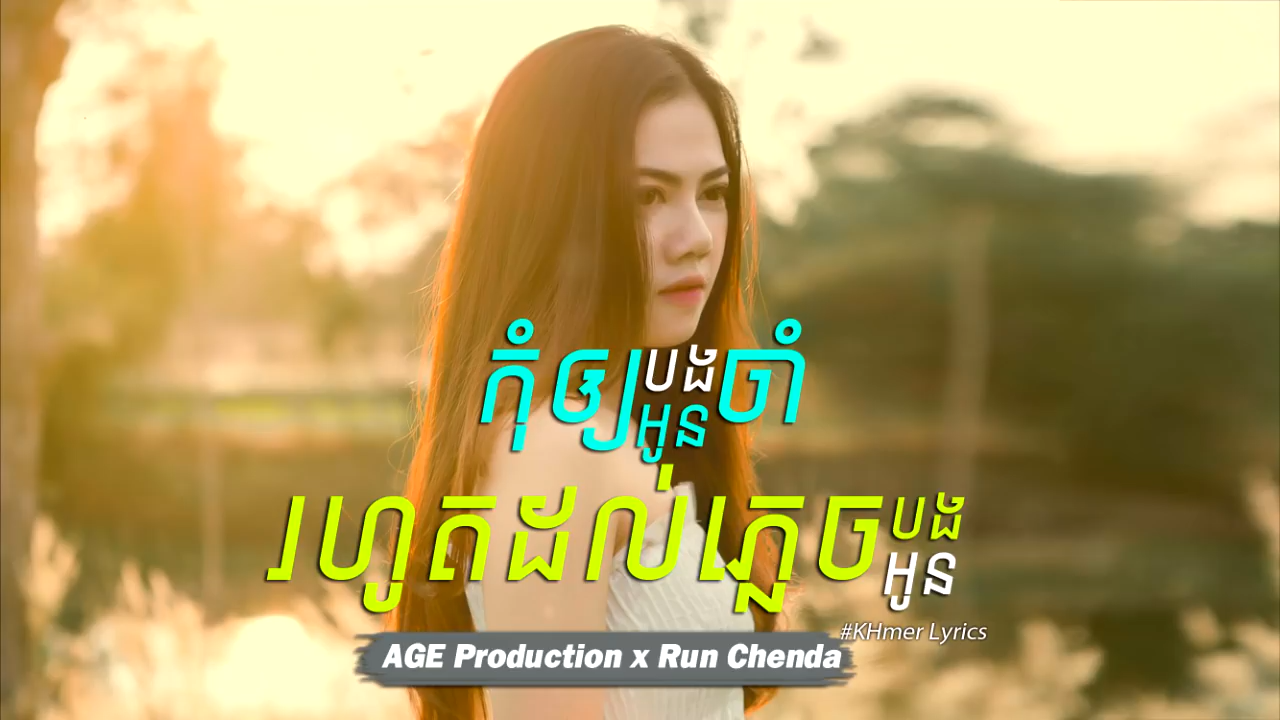 កុំឲ្យបងចាំ
អូន
រហូតដល់ភ្លេចបង
អូន
#KHmer Lyrics
AGE Production x Run Chenda